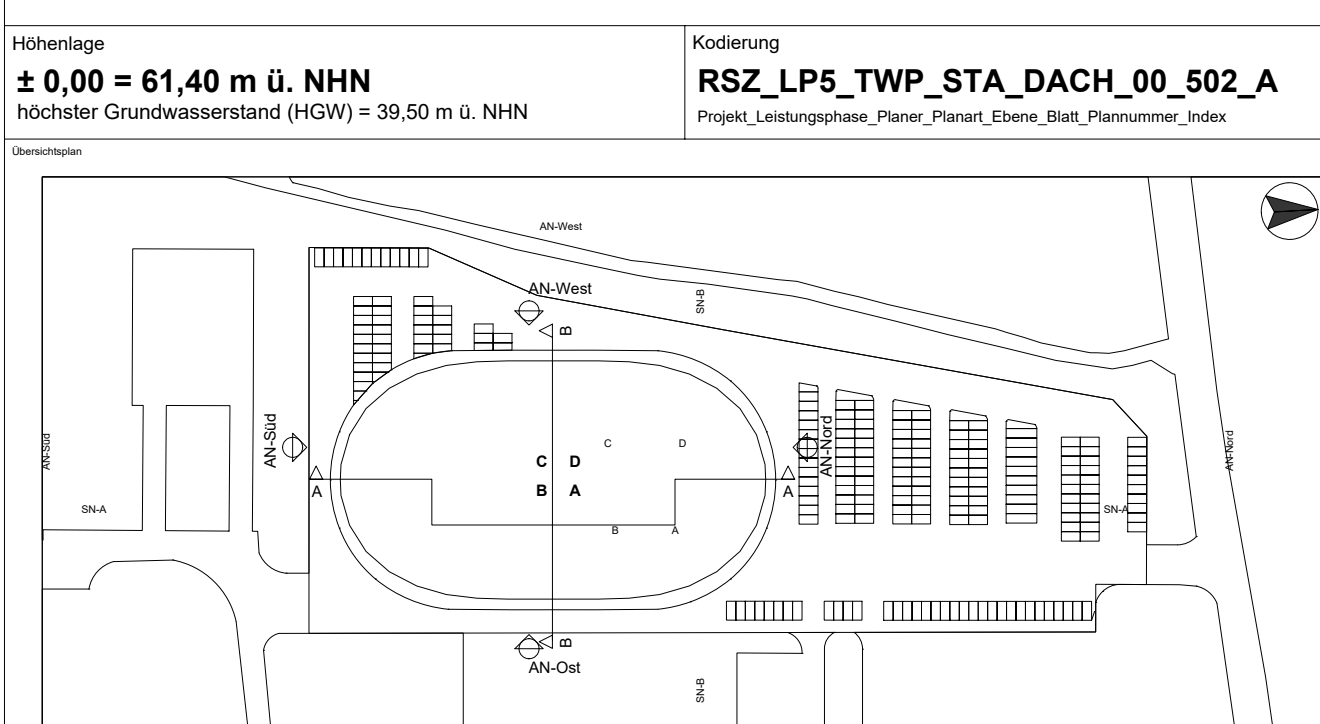 Höhenlage
± 0,00 = 61,40 m ü. NHN
höchster Grundwasserstand (HGW) = 39,50 m ü. NHN
Kodierung
RSZ_LP5_TWP_STA_DACH_00_502_A
Projekt_Leistungsphase_Planer_Planart_Ebene_Blatt_Plannummer_Index
Übersichtsplan
AN-West
AN-West
SN-B
B
AN-Süd
AN-Süd
AN-Nord
AN-Nord
C D
C D
B A
A
A
SN-A
SN-A
B A
B
AN-Ost
SN-B